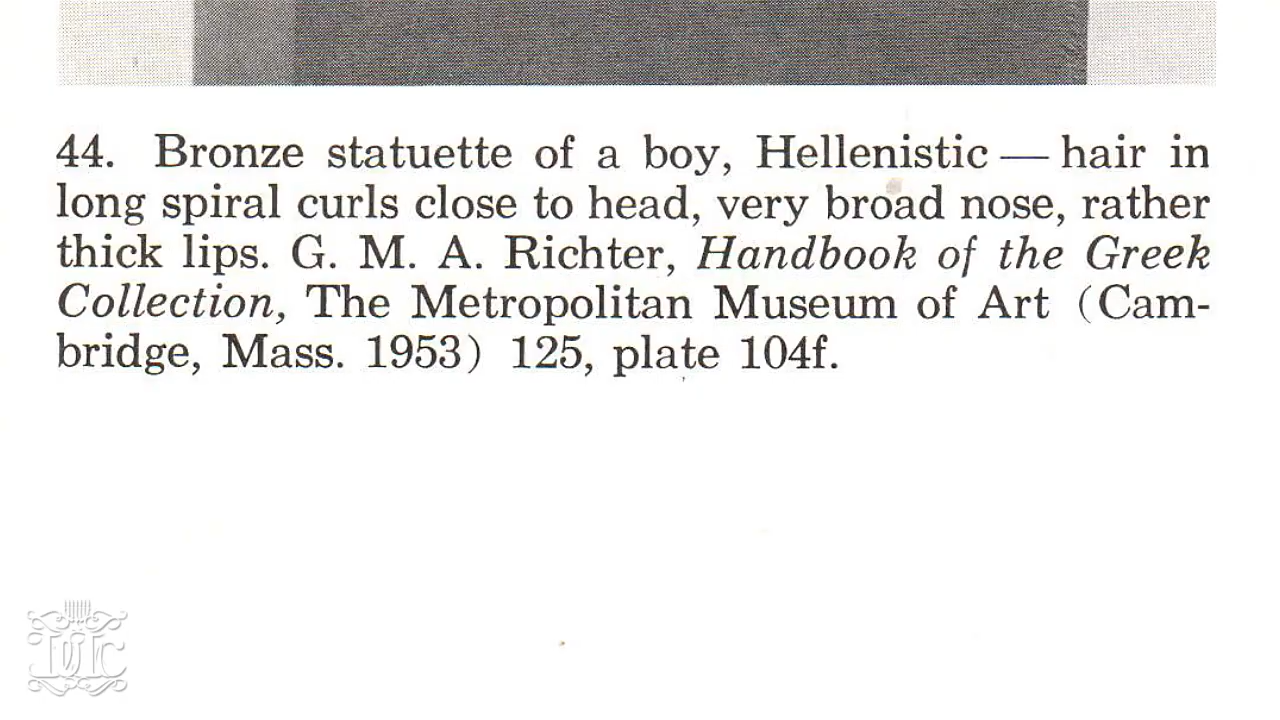 44. Bronze statuette of a boy, Hellenistic — hair in
long spiral curls close to head, very broad nose, rather
thick lips. G. M. A. Richter, Handbook of the Greek
Collection, The Metropolitan Museum of Art (Cam-
bridge, Mass. 1953) 125, plate 104f.